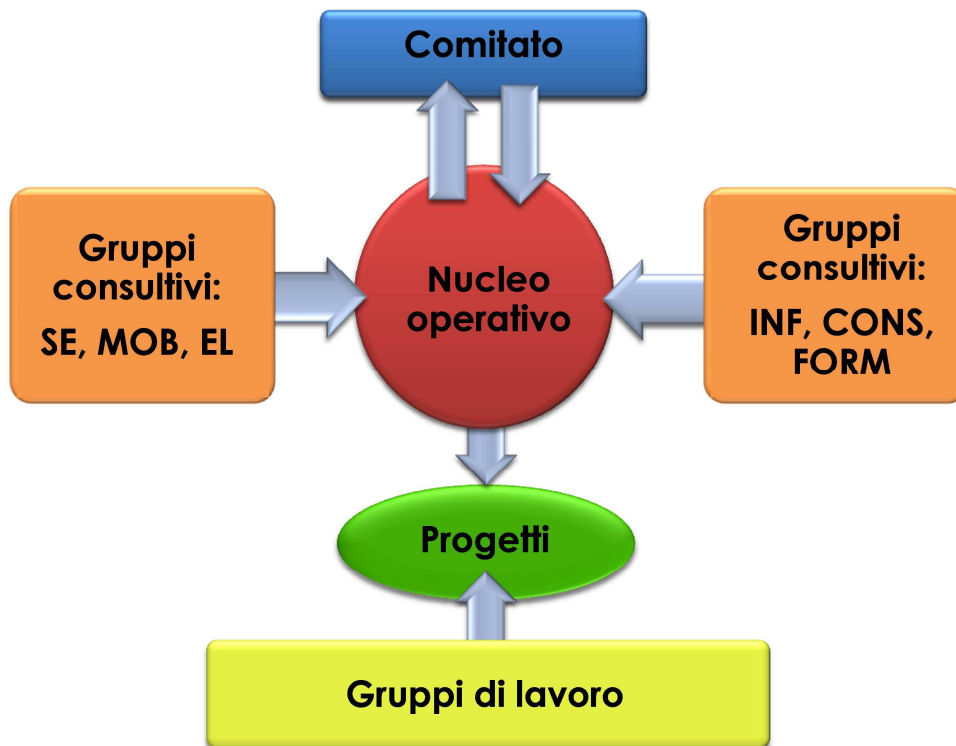 Comitato
Gruppi
consultivi:
SE, MOB, EL
Nucleo
operativo
Gruppi
consultivi:
INF, CONS,
FORM
Progetti
Gruppi di lavoro